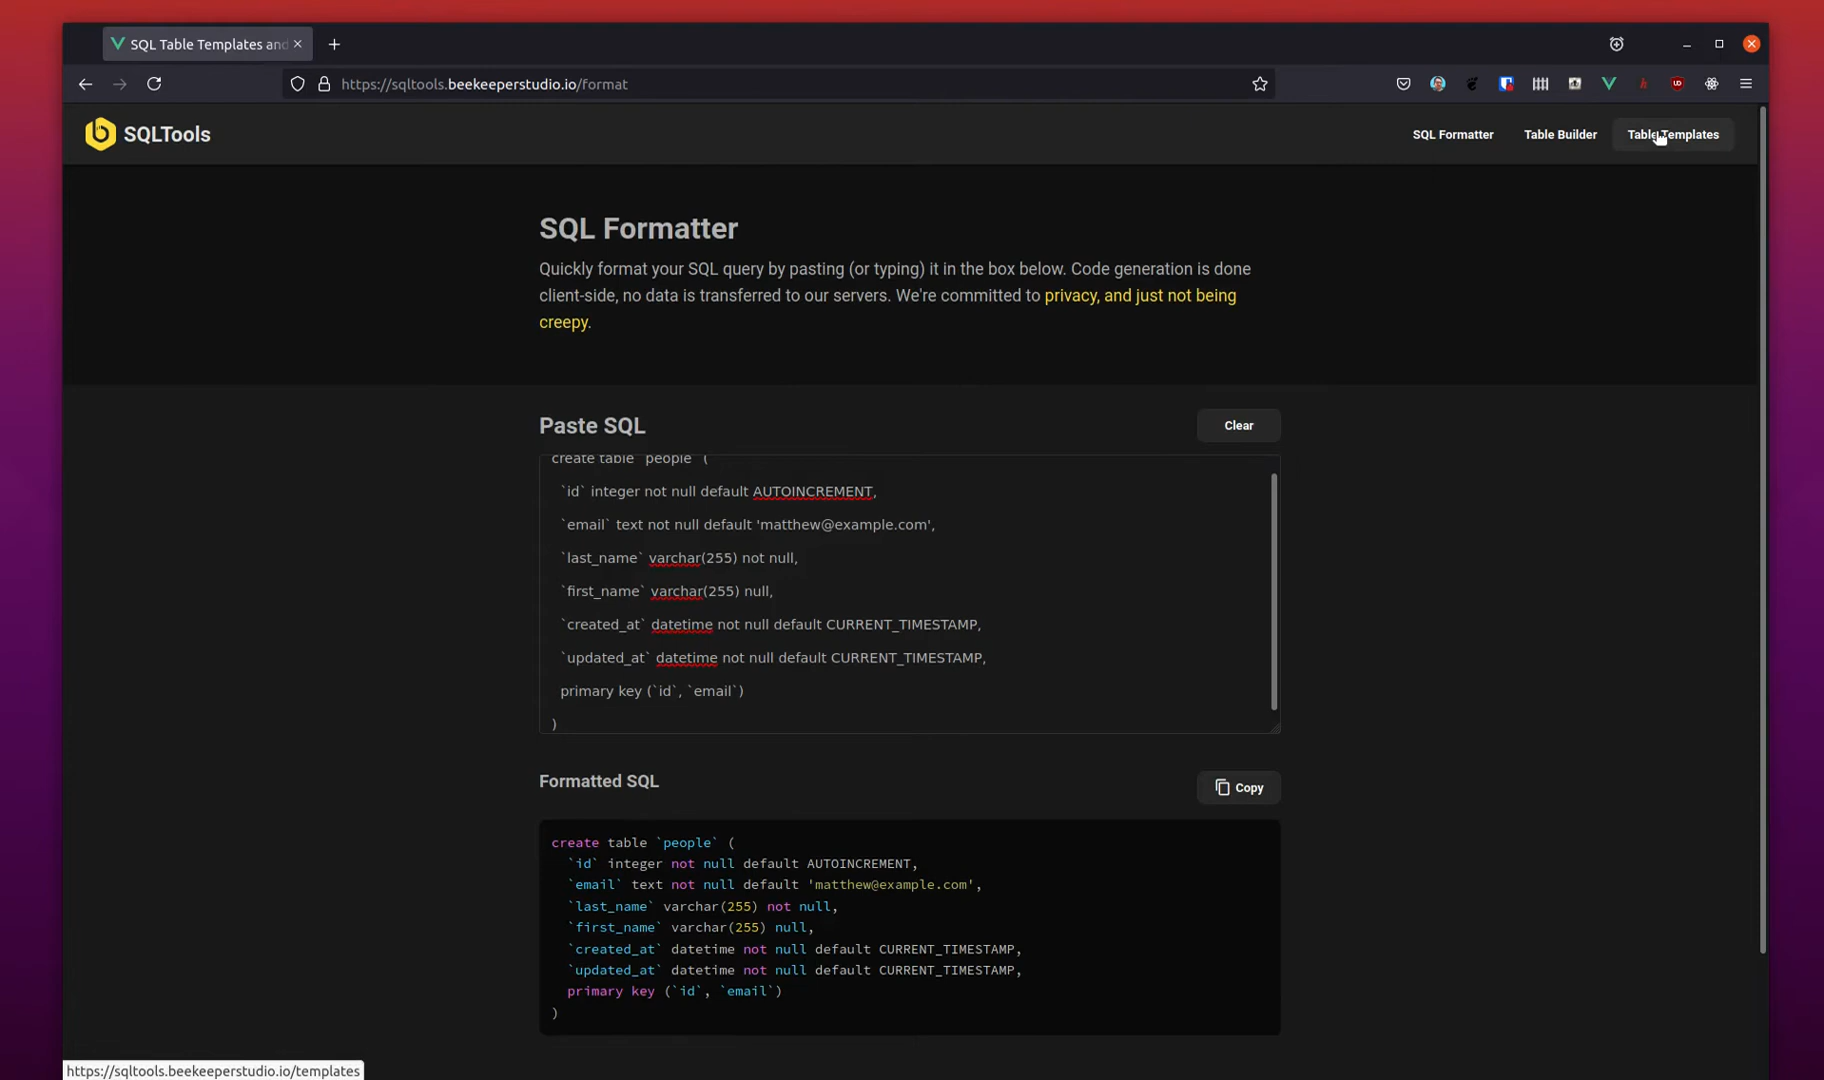 SQL Table Templates and
https://sqltools.beekeeperstudio.io/format
SQLTools
SQL Formatter
Table Builder
Table Templates
SQL Formatter
Quickly format your SQL query by pasting (or typing) it in the box below. Code generation is done
client-side, no data is transferred to our servers. We're committed to privacy, and just not being
creepy.
Paste SQL
Clear
create table `people` (
`id` integer not null default AUTOINCREMENT,
`email` text not null default 'matthew@example.com',
`last_name` varchar(255) not null,
`first_name` varchar(255) null,
`created_at` datetime not null default CURRENT_TIMESTAMP,
`updated_at` datetime not null default CURRENT_TIMESTAMP,
primary key (`id`, `email`)
)
Formatted SQL
Copy
create table `people` (
`id` integer not null default AUTOINCREMENT,
`email` text not null default 'matthew@example.com',
`last_name` varchar(255) not null,
`first_name` varchar(255) null,
`created_at` datetime not null default CURRENT_TIMESTAMP,
`updated_at` datetime not null default CURRENT_TIMESTAMP,
primary key (`id`, `email`)
)
https://sqltools.beekeeperstudio.io/templates